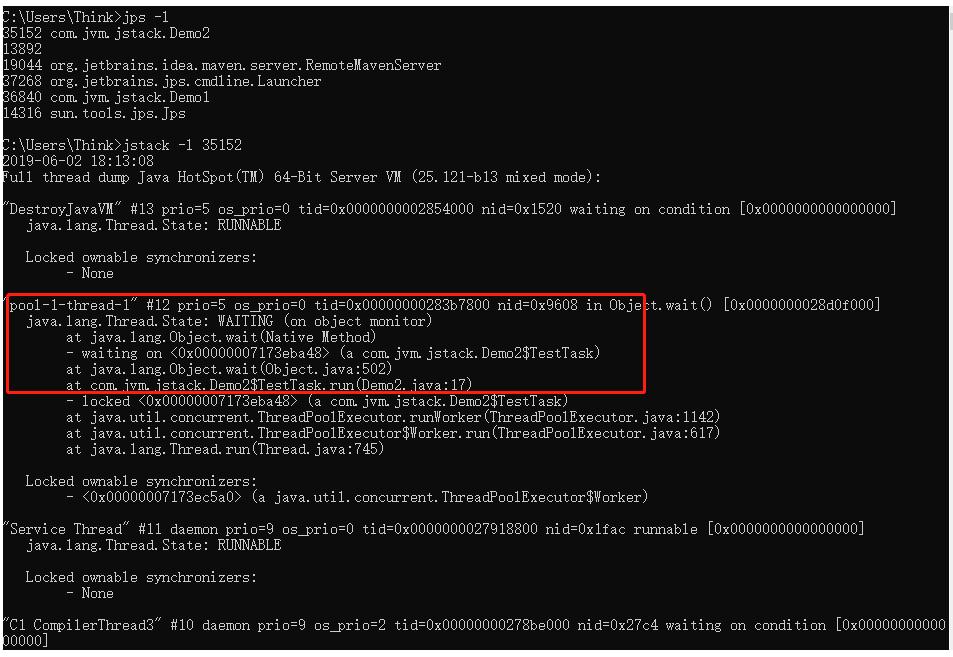 C:\Users\Think>jps -l
35152 com.jvm.jstack.Demo2
13892
19044 org.jetbrains.idea.maven.server.RemoteMavenServer
37268 org.jetbrains.jps.cmdline.Launcher
36840 com.jvm.jstack.Demo1
14316 sun.tools.jps.Jps
C:\Users\Think>jstack -l 35152
2019-06-02 18:13:08
Full thread dump Java HotSpot(TM) 64-Bit Server VM (25.121-b13 mixed mode):
"DestroyJavaVM" #13 prio=5 os_prio=0 tid=0x0000000002854000 nid=0x1520 waiting on condition [0x0000000000000000]
java.lang.Thread.State: RUNNABLE
Locked ownable synchronizers:
- None
"pool-1-thread-1" #12 prio=5 os_prio=0 tid=0x00000000283b7800 nid=0x9608 in Object.wait() [0x0000000028d0f000]
java.lang.Thread.State: WAITING (on object monitor)
at java.lang.Object.wait(Native Method)
- waiting on <0x00000007173eba48> (a com.jvm.jstack.Demo2$TestTask)
at java.lang.Object.wait(Object.java:502)
at com.jvm.jstack.Demo2$TestTask.run(Demo2.java:17)
- locked <0x00000007173eba48> (a com.jvm.jstack.Demo2$TestTask)
at java.util.concurrent.ThreadPoolExecutor.runWorker(ThreadPoolExecutor.java:1142)
at java.util.concurrent.ThreadPoolExecutor$Worker.run(ThreadPoolExecutor.java:617)
at java.lang.Thread.run(Thread.java:745)
Locked ownable synchronizers:
- <0x00000007173ec5a0> (a java.util.concurrent.ThreadPoolExecutor$Worker)
"Service Thread" #11 daemon prio=9 os_prio=0 tid=0x0000000027918800 nid=0x1fac runnable [0x0000000000000000]
java.lang.Thread.State: RUNNABLE
Locked ownable synchronizers:
- None
"C1 CompilerThread3" #10 daemon prio=9 os_prio=2 tid=0x00000000278be000 nid=0x27c4 waiting on condition [0x00000000000
00000]